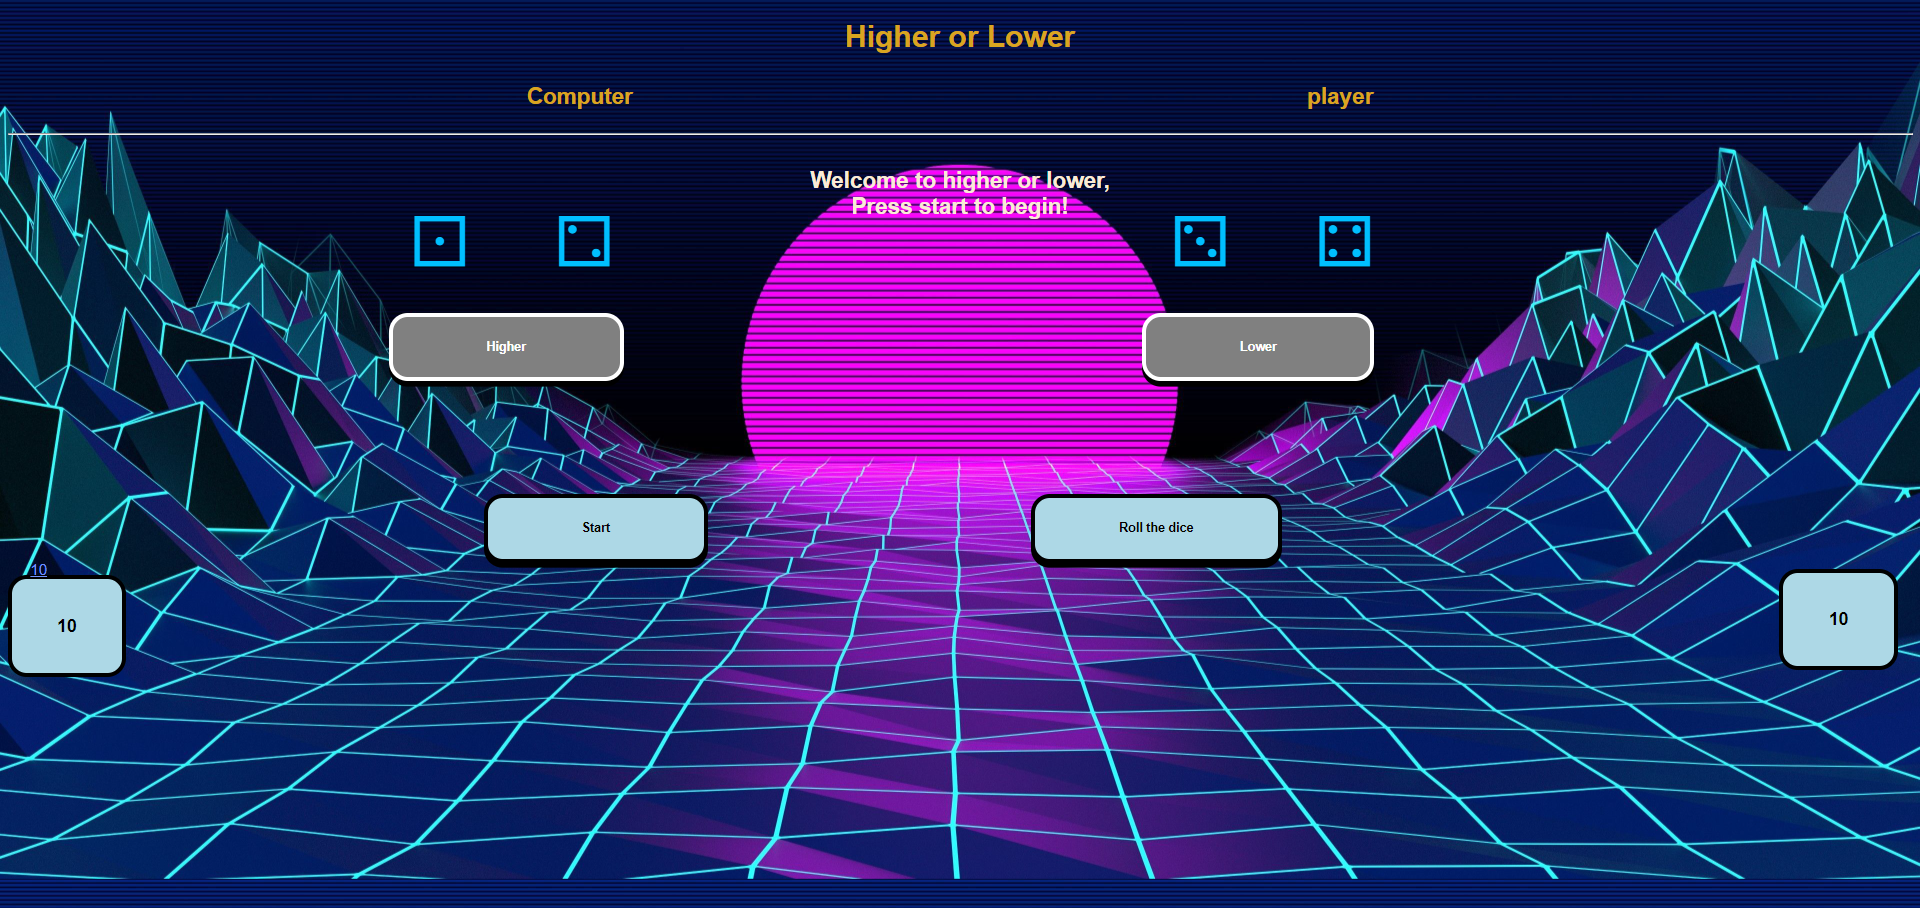 Higher or Lower
Computer
player
Welcome to higher or lower,
Press start to begin!
Higher
Lower
Start
Roll the dice
10
10
10